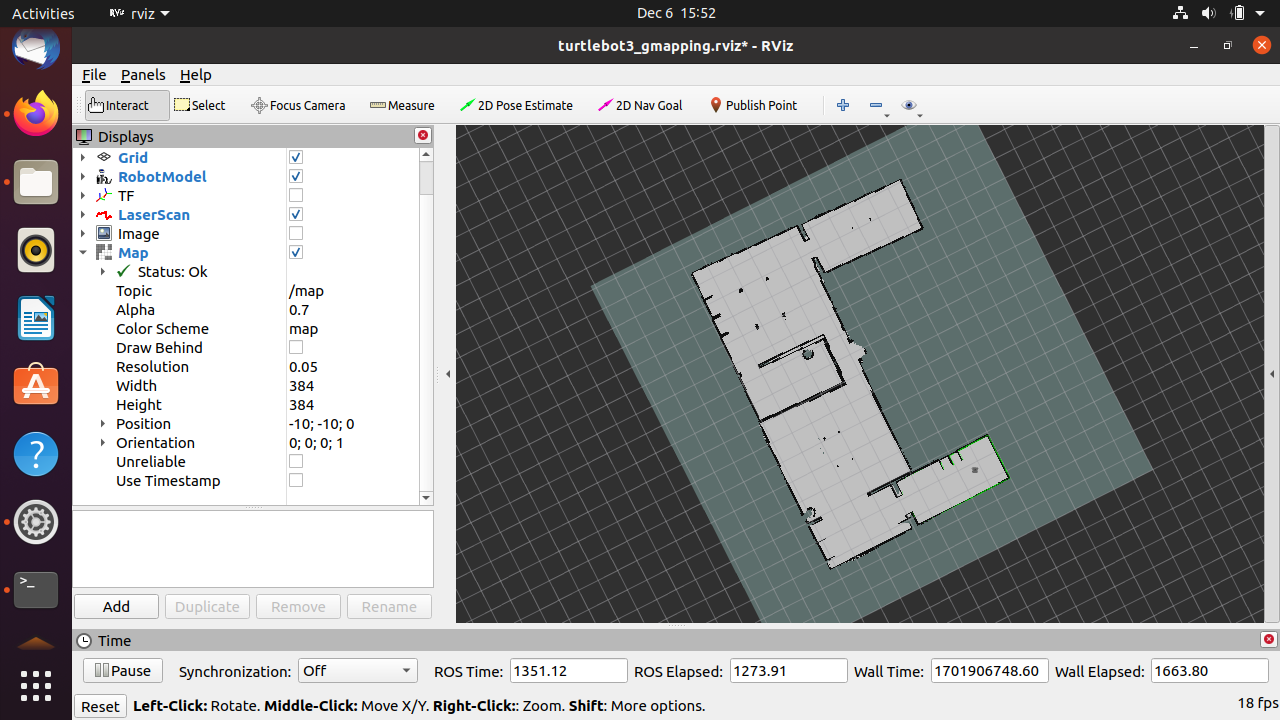 Activities
rviz
Dec 6 15:52
turtlebot3_gmapping.rviz* - RViz
File Panels Help
Interact Select Focus Camera Measure 2D Pose Estimate 2D Nav Goal Publish Point
Displays
Grid
RobotModel
TF
LaserScan
Image
Map
Status: Ok
Topic /map
Alpha 0.7
Color Scheme map
Draw Behind
Resolution 0.05
Width 384
Height 384
Position -10; -10; 0
Orientation 0; 0; 0; 1
Unreliable
Use Timestamp
Add Duplicate Remove Rename
Time
Pause Synchronization: Off ROS Time: 1351.12 ROS Elapsed: 1273.91 Wall Time: 1701906748.60 Wall Elapsed: 1663.80
Reset Left-Click: Rotate. Middle-Click: Move X/Y. Right-Click:: Zoom. Shift: More options. 18 fps